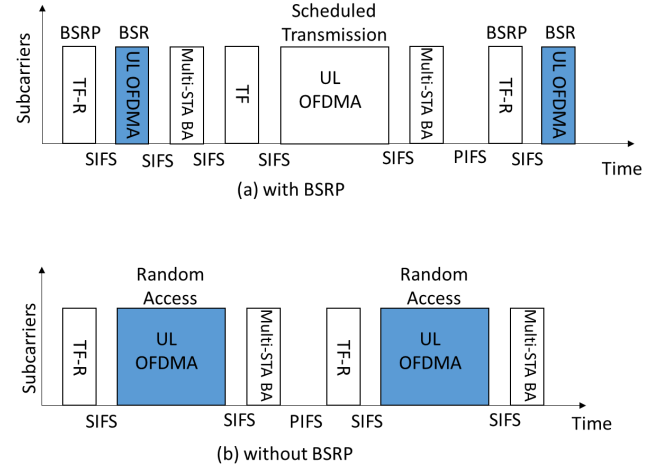 Scheduled
Transmission
BSRP
BSR
BSRP
BSR
Subcarriers
TF-R
UL OFDMA
Multi-STA BA
TF
UL
OFDMA
Multi-STA BA
TF-R
UL OFDMA
SIFS
SIFS
SIFS
SIFS
SIFS
PIFS
SIFS
Time
(a) with BSRP
Random
Access
Random
Access
Subcarriers
TF-R
UL
OFDMA
Multi-STA BA
TF-R
UL
OFDMA
Multi-STA BA
SIFS
SIFS
PIFS
SIFS
SIFS
Time
(b) without BSRP